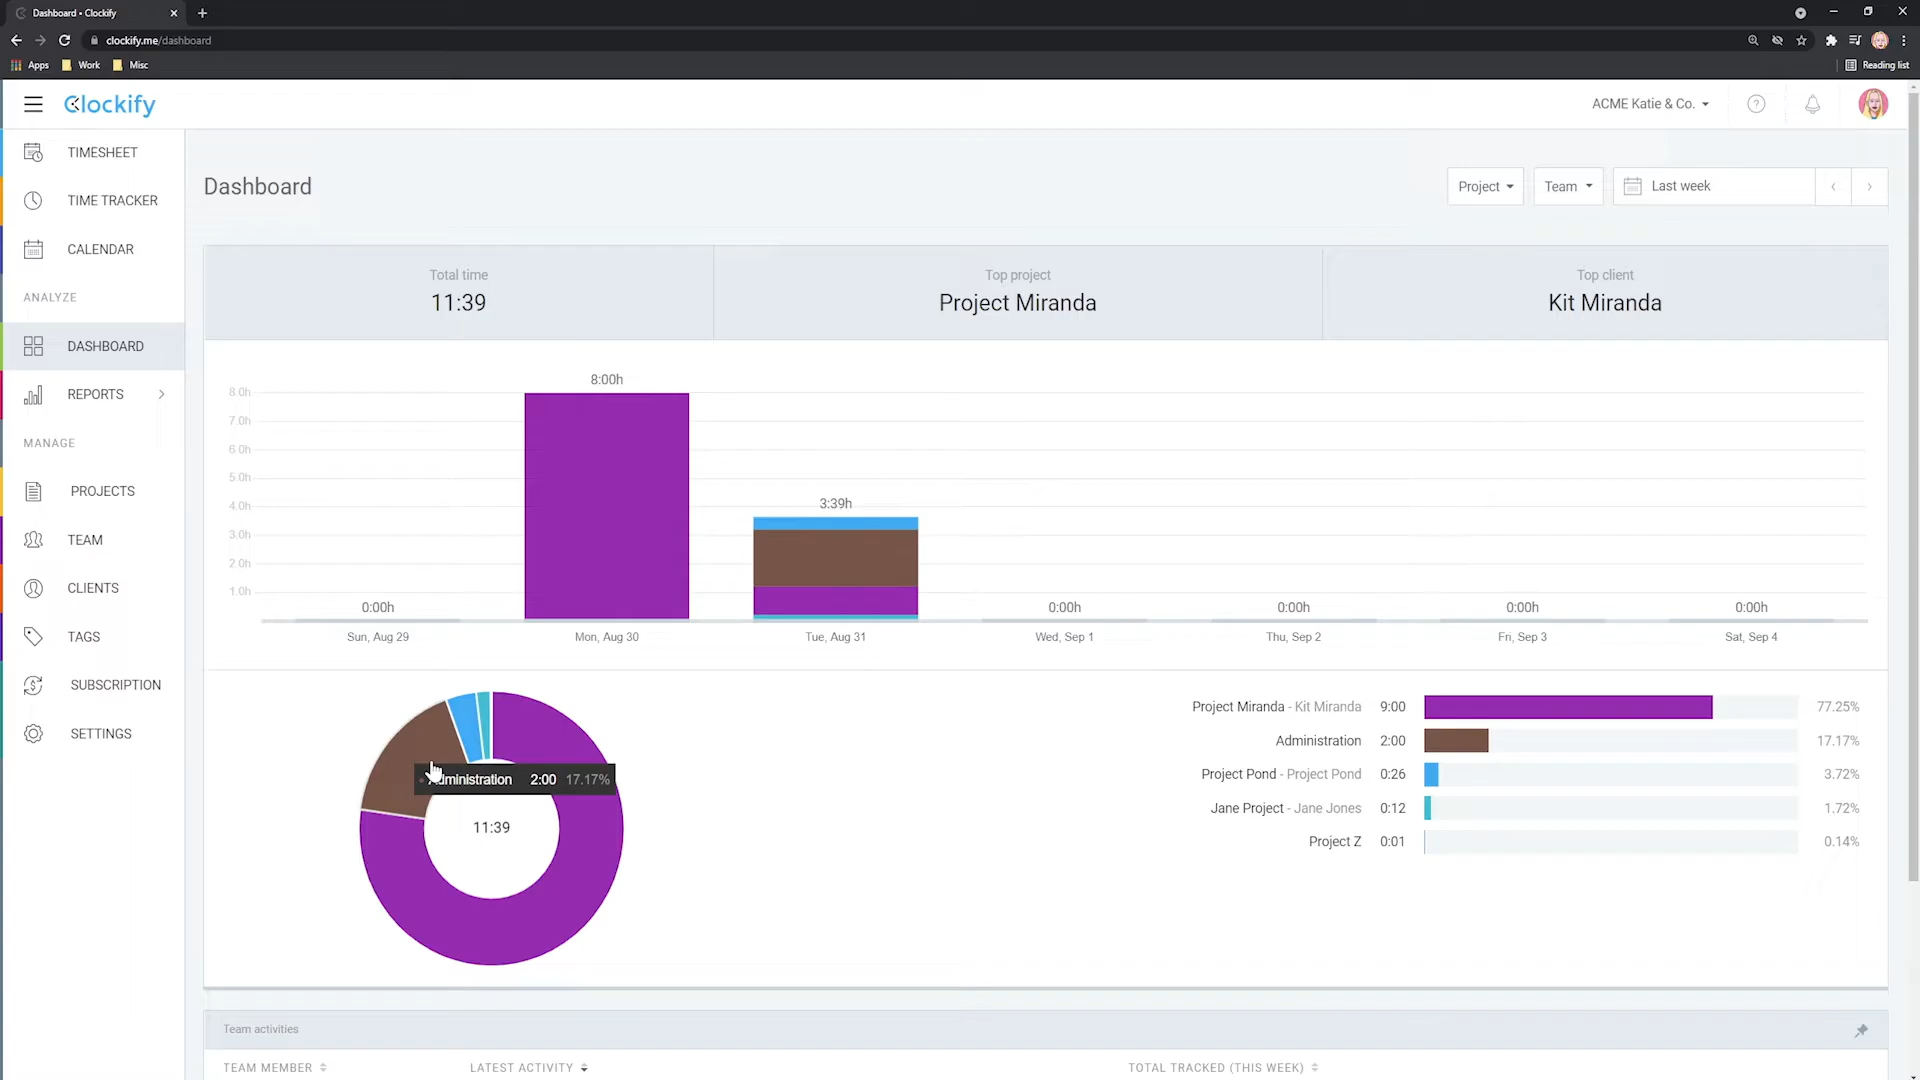 Dashboard • Clockify
clockify.me/dashboard
Apps Work Misc
Reading list
Clockify
ACME Katie & Co.
TIMESHEET
TIME TRACKER
CALENDAR
ANALYZE
DASHBOARD
REPORTS
MANAGE
PROJECTS
TEAM
CLIENTS
TAGS
SUBSCRIPTION
SETTINGS
Dashboard
Project
Team
Last week
Total time
11:39
Top project
Project Miranda
Top client
Kit Miranda
8:00h
8.0h
7.0h
6.0h
5.0h
4.0h
3:39h
3.0h
2.0h
1.0h
0:00h
0:00h
0:00h
0:00h
0:00h
Sun, Aug 29
Mon, Aug 30
Tue, Aug 31
Wed, Sep 1
Thu, Sep 2
Fri, Sep 3
Sat, Sep 4
ministration 2:00 17.17%
11:39
Project Miranda - Kit Miranda 9:00 77.25%
Administration 2:00 17.17%
Project Pond - Project Pond 0:26 3.72%
Jane Project - Jane Jones 0:12 1.72%
Project Z 0:01 0.14%
Team activities
TEAM MEMBER
LATEST ACTIVITY
TOTAL TRACKED (THIS WEEK)